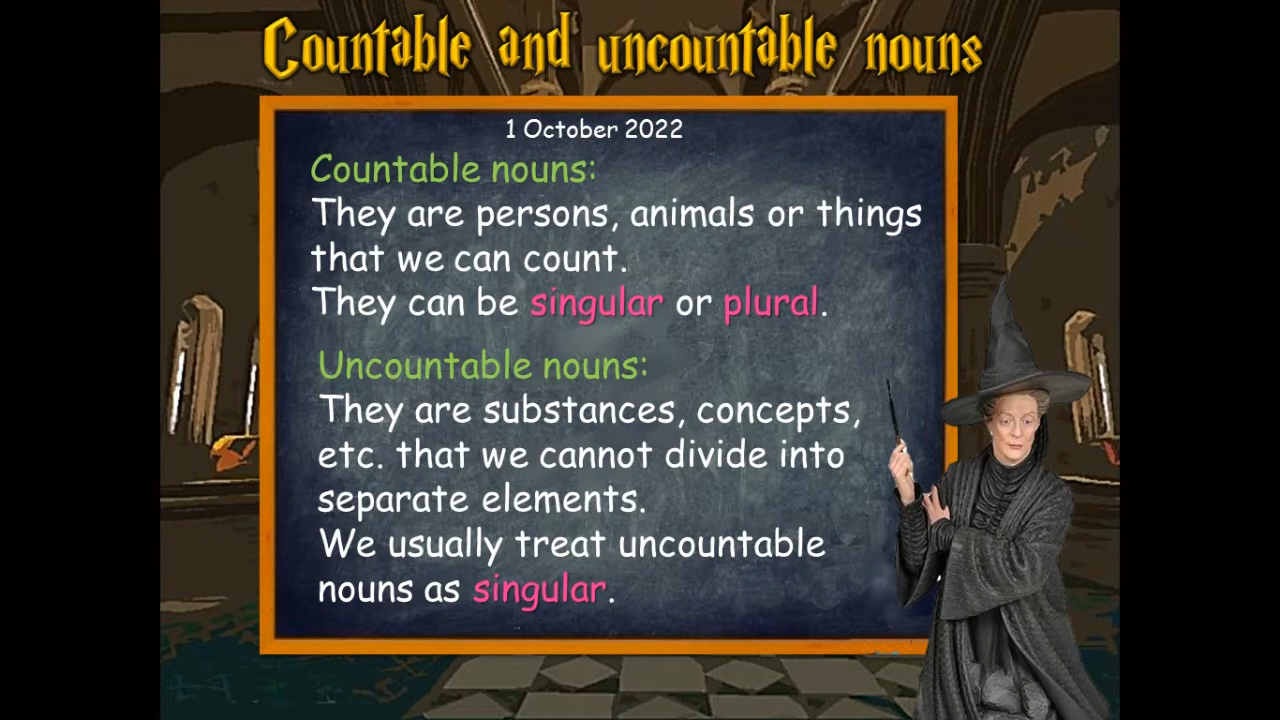 Countable and uncountable nouns
1 October 2022
Countable nouns:
They are persons, animals or things
that we can count.
They can be singular or plural.
Uncountable nouns:
They are substances, concepts,
etc. that we cannot divide into
separate elements.
We usually treat uncountable
nouns as singular.